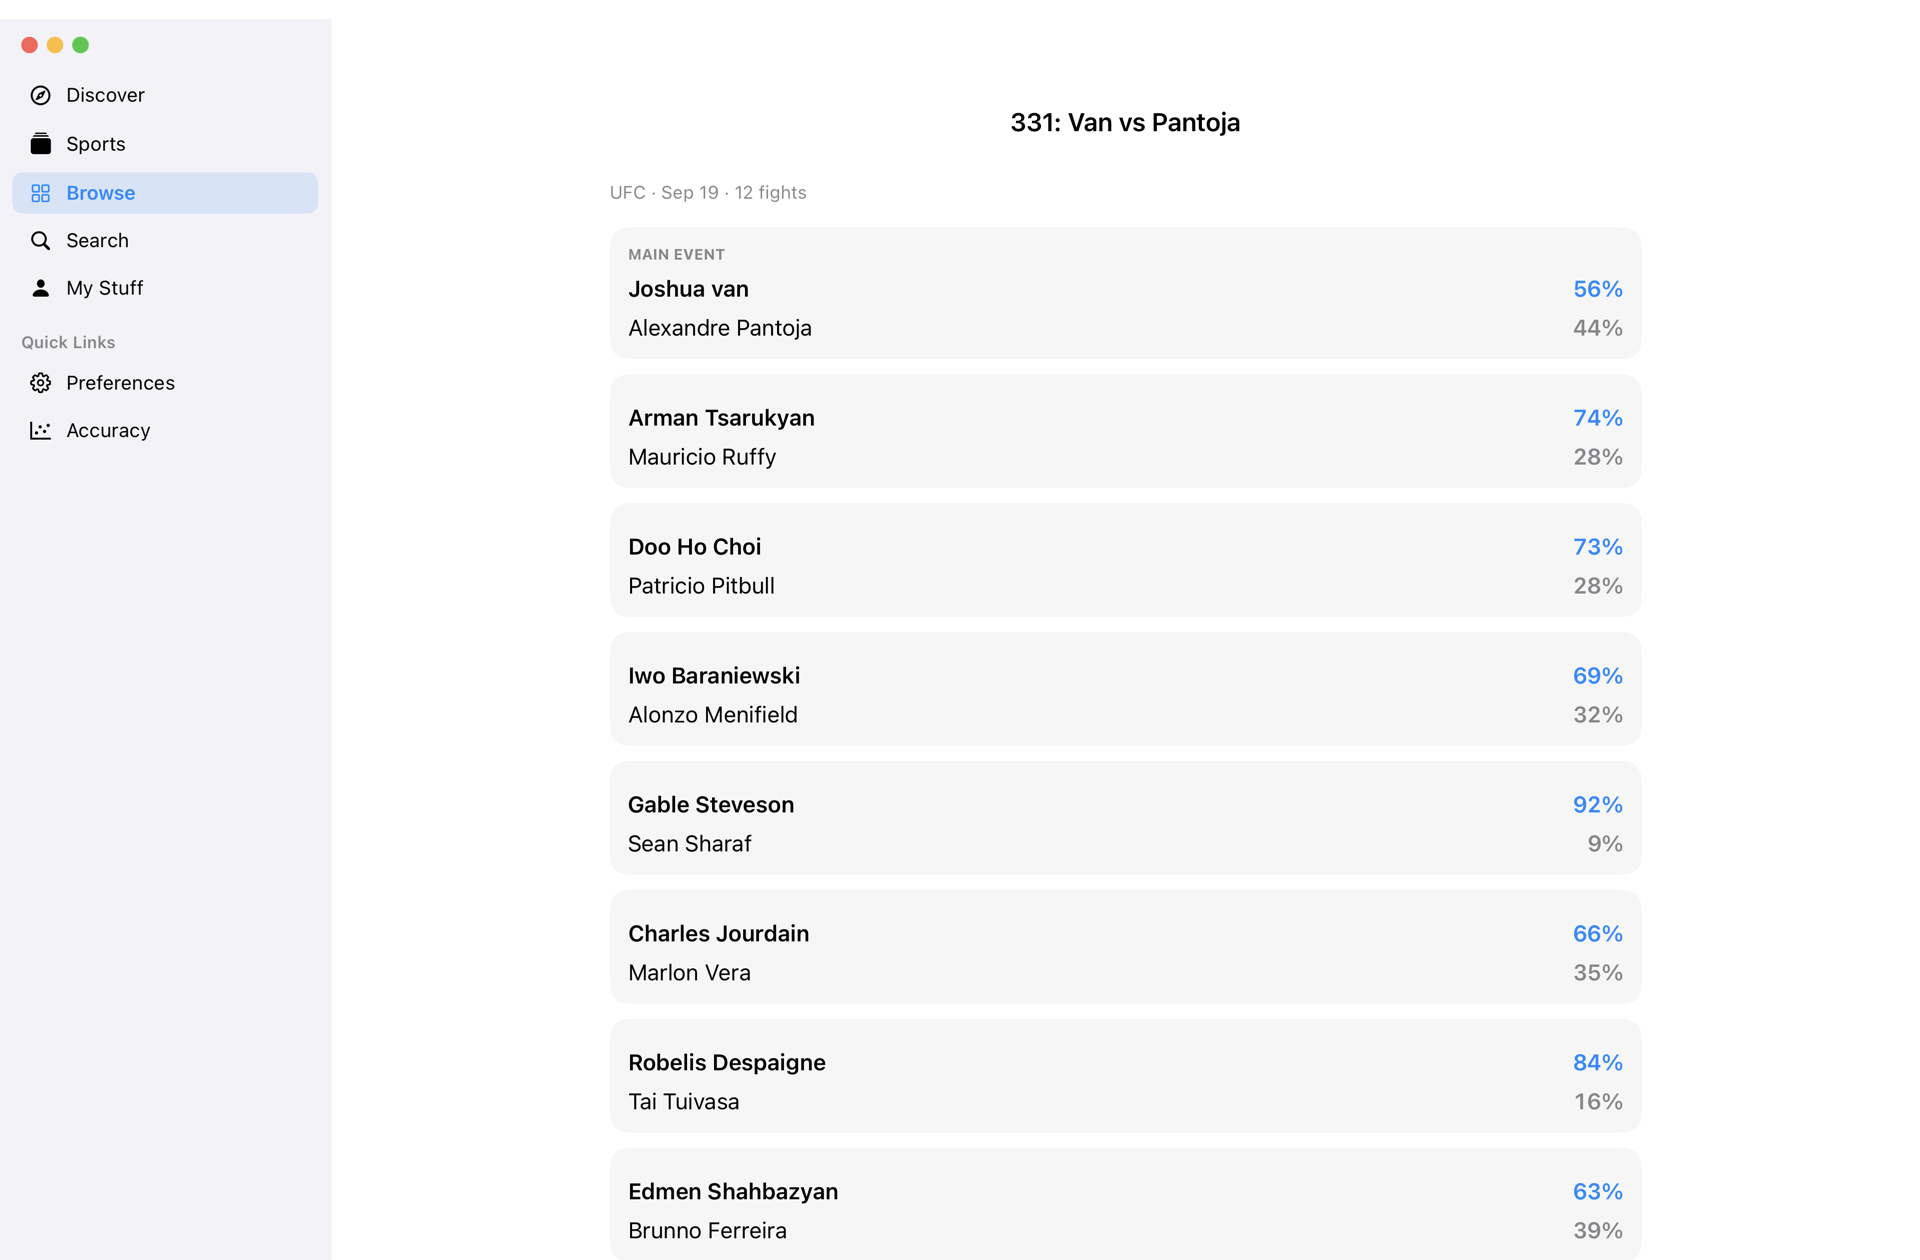 Discover
Sports
Browse
Search
My Stuff
Quick Links
Preferences
Accuracy
331: Van vs Pantoja
UFC · Sep 19 · 12 fights
MAIN EVENT
Joshua van 56%
Alexandre Pantoja 44%
Arman Tsarukyan 74%
Mauricio Ruffy 28%
Doo Ho Choi 73%
Patricio Pitbull 28%
Iwo Baraniewski 69%
Alonzo Menifield 32%
Gable Steveson 92%
Sean Sharaf 9%
Charles Jourdain 66%
Marlon Vera 35%
Robelis Despaigne 84%
Tai Tuivasa 16%
Edmen Shahbazyan 63%
Brunno Ferreira 39%